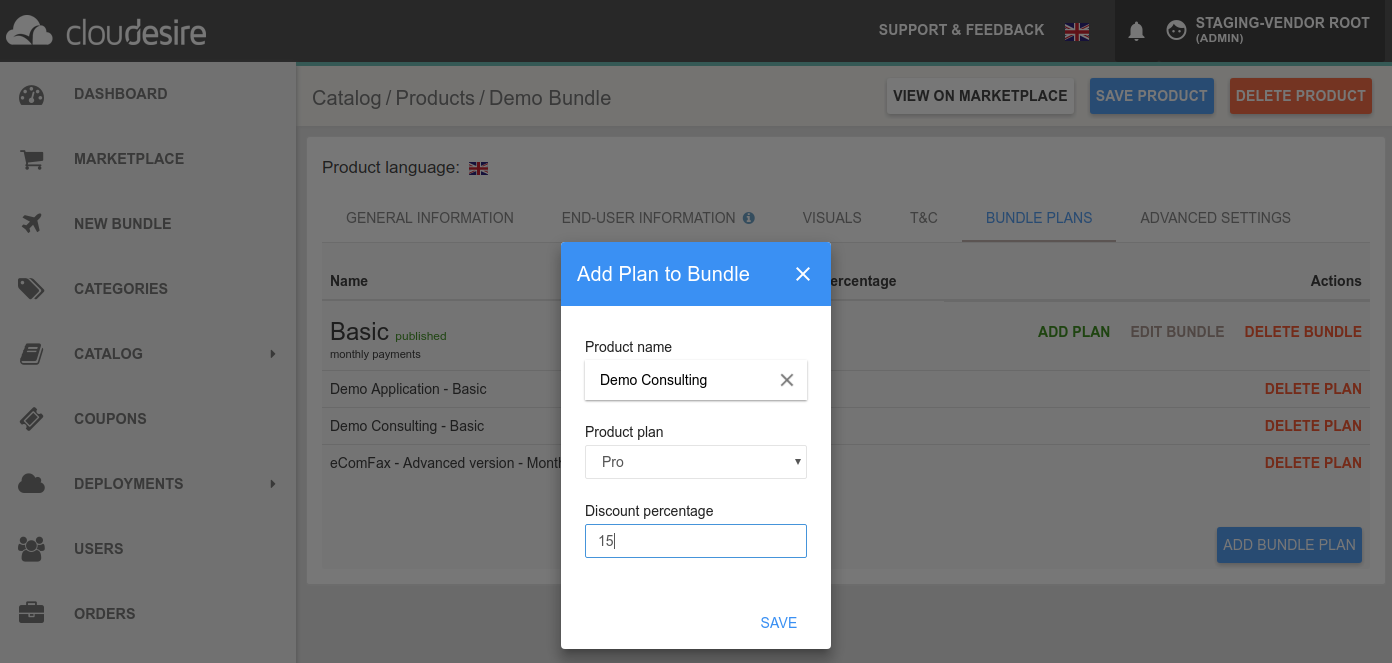 cloudesire
SUPPORT & FEEDBACK
STAGING-VENDOR ROOT
(ADMIN)
DASHBOARD
MARKETPLACE
NEW BUNDLE
CATEGORIES
CATALOG
COUPONS
DEPLOYMENTS
USERS
ORDERS
Catalog / Products / Demo Bundle
VIEW ON MARKETPLACE
SAVE PRODUCT
DELETE PRODUCT
Product language:
GENERAL INFORMATION
END-USER INFORMATION
VISUALS
T&C
BUNDLE PLANS
ADVANCED SETTINGS
Name
ercentage
Actions
Basic published
monthly payments
ADD PLAN
EDIT BUNDLE
DELETE BUNDLE
Demo Application - Basic
DELETE PLAN
Demo Consulting - Basic
DELETE PLAN
eComFax - Advanced version - Mont
DELETE PLAN
ADD BUNDLE PLAN
Add Plan to Bundle
Product name
Demo Consulting
Product plan
Pro
Discount percentage
15
SAVE